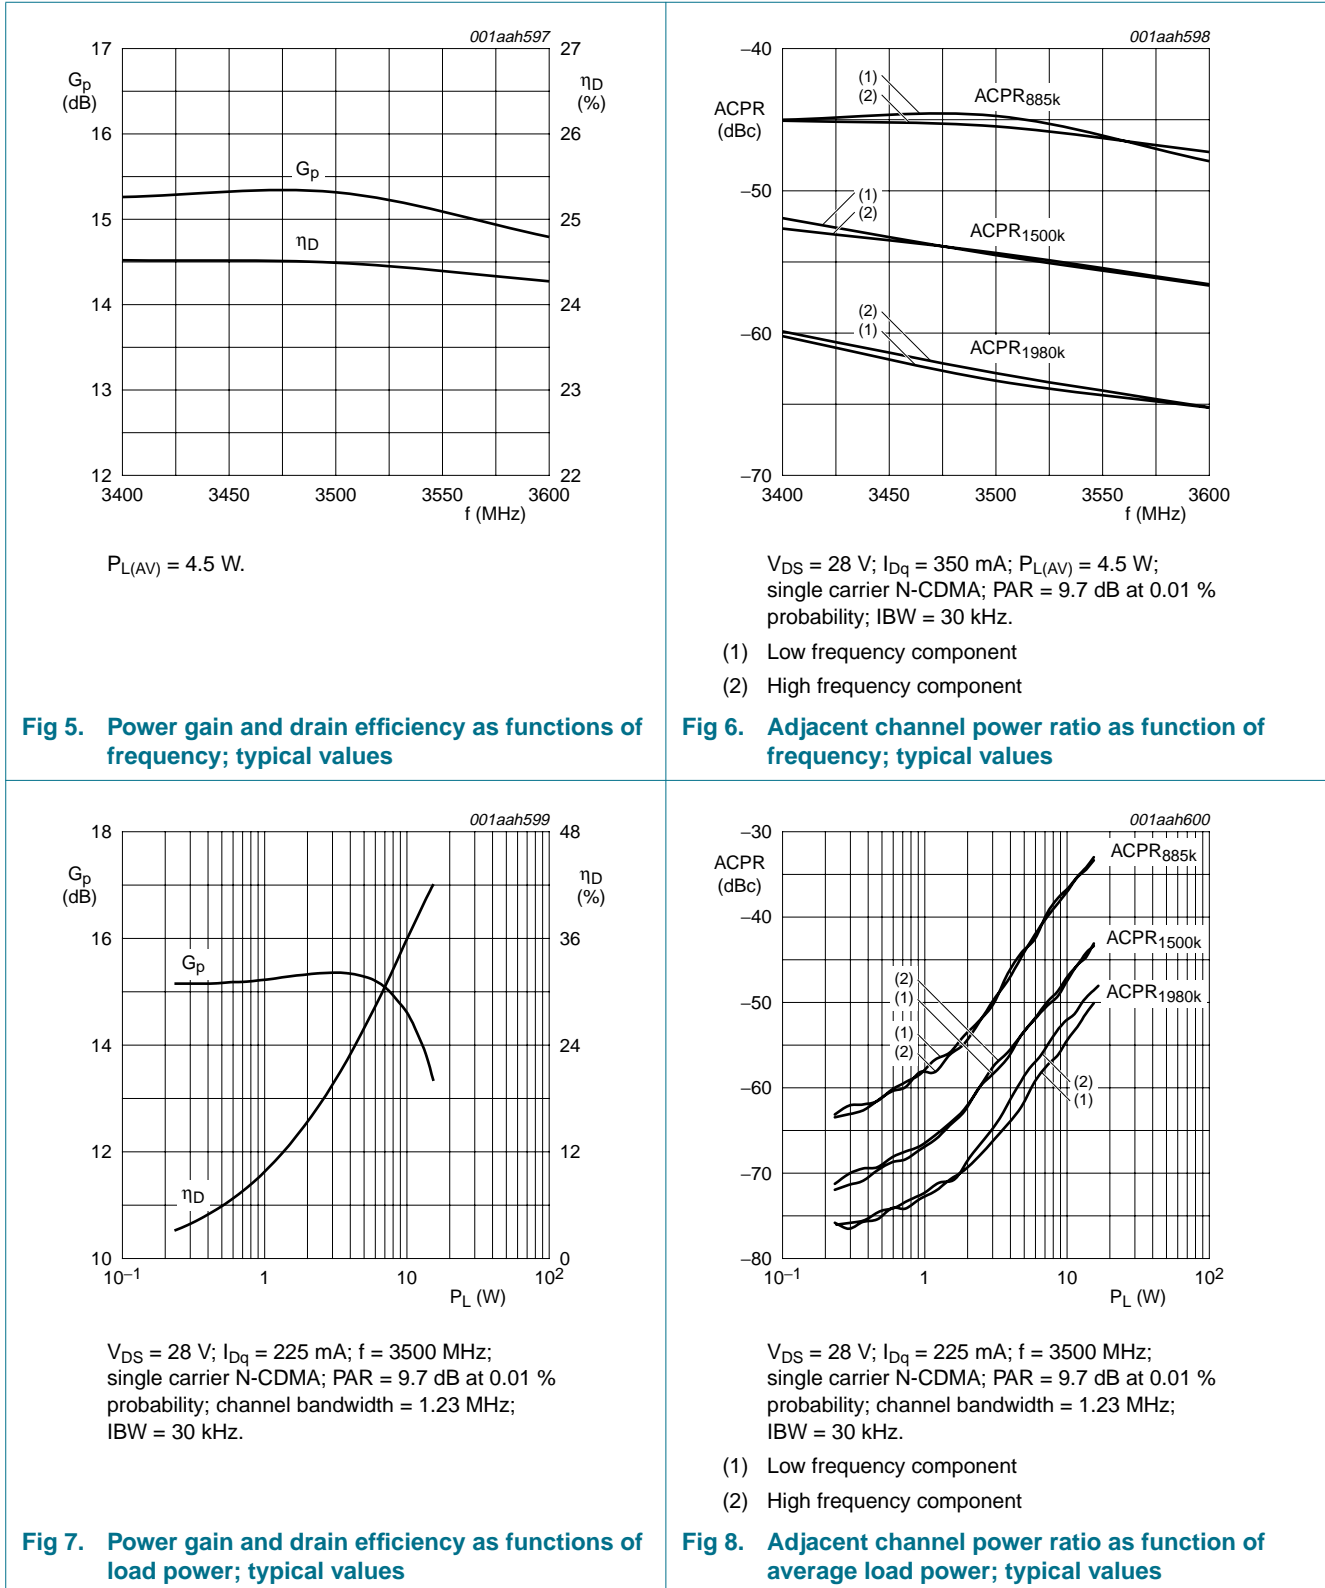 001aah597
17
27
Gp
(dB)
ηD
(%)
16
26
Gp
15
25
ηD
14
24
13
23
12
22
3400
3450
3500
3550
3600
f (MHz)
PL(AV) = 4.5 W.
Fig 5. Power gain and drain efficiency as functions of
frequency; typical values
001aah598
−40
ACPR
(dBc)
(1)
(2)
ACPR885k
−50
(1)
(2)
ACPR1500k
(2)
(1)
−60
ACPR1980k
−70
3400
3450
3500
3550
3600
f (MHz)
VDS = 28 V; IDq = 350 mA; PL(AV) = 4.5 W;
single carrier N-CDMA; PAR = 9.7 dB at 0.01 %
probability; IBW = 30 kHz.
(1) Low frequency component
(2) High frequency component
Fig 6. Adjacent channel power ratio as function of
frequency; typical values
001aah599
18
48
Gp
(dB)
ηD
(%)
16
36
Gp
14
24
12
12
ηD
10
0
10−1
1
10
102
PL (W)
VDS = 28 V; IDq = 225 mA; f = 3500 MHz;
single carrier N-CDMA; PAR = 9.7 dB at 0.01 %
probability; channel bandwidth = 1.23 MHz;
IBW = 30 kHz.
Fig 7. Power gain and drain efficiency as functions of
load power; typical values
001aah600
−30
ACPR
(dBc)
ACPR885k
−40
ACPR1500k
(2)
(1)
−50
ACPR1980k
(1)
(2)
−60
(2)
(1)
−70
−80
10−1
1
10
102
PL (W)
VDS = 28 V; IDq = 225 mA; f = 3500 MHz;
single carrier N-CDMA; PAR = 9.7 dB at 0.01 %
probability; channel bandwidth = 1.23 MHz;
IBW = 30 kHz.
(1) Low frequency component
(2) High frequency component
Fig 8. Adjacent channel power ratio as function of
average load power; typical values